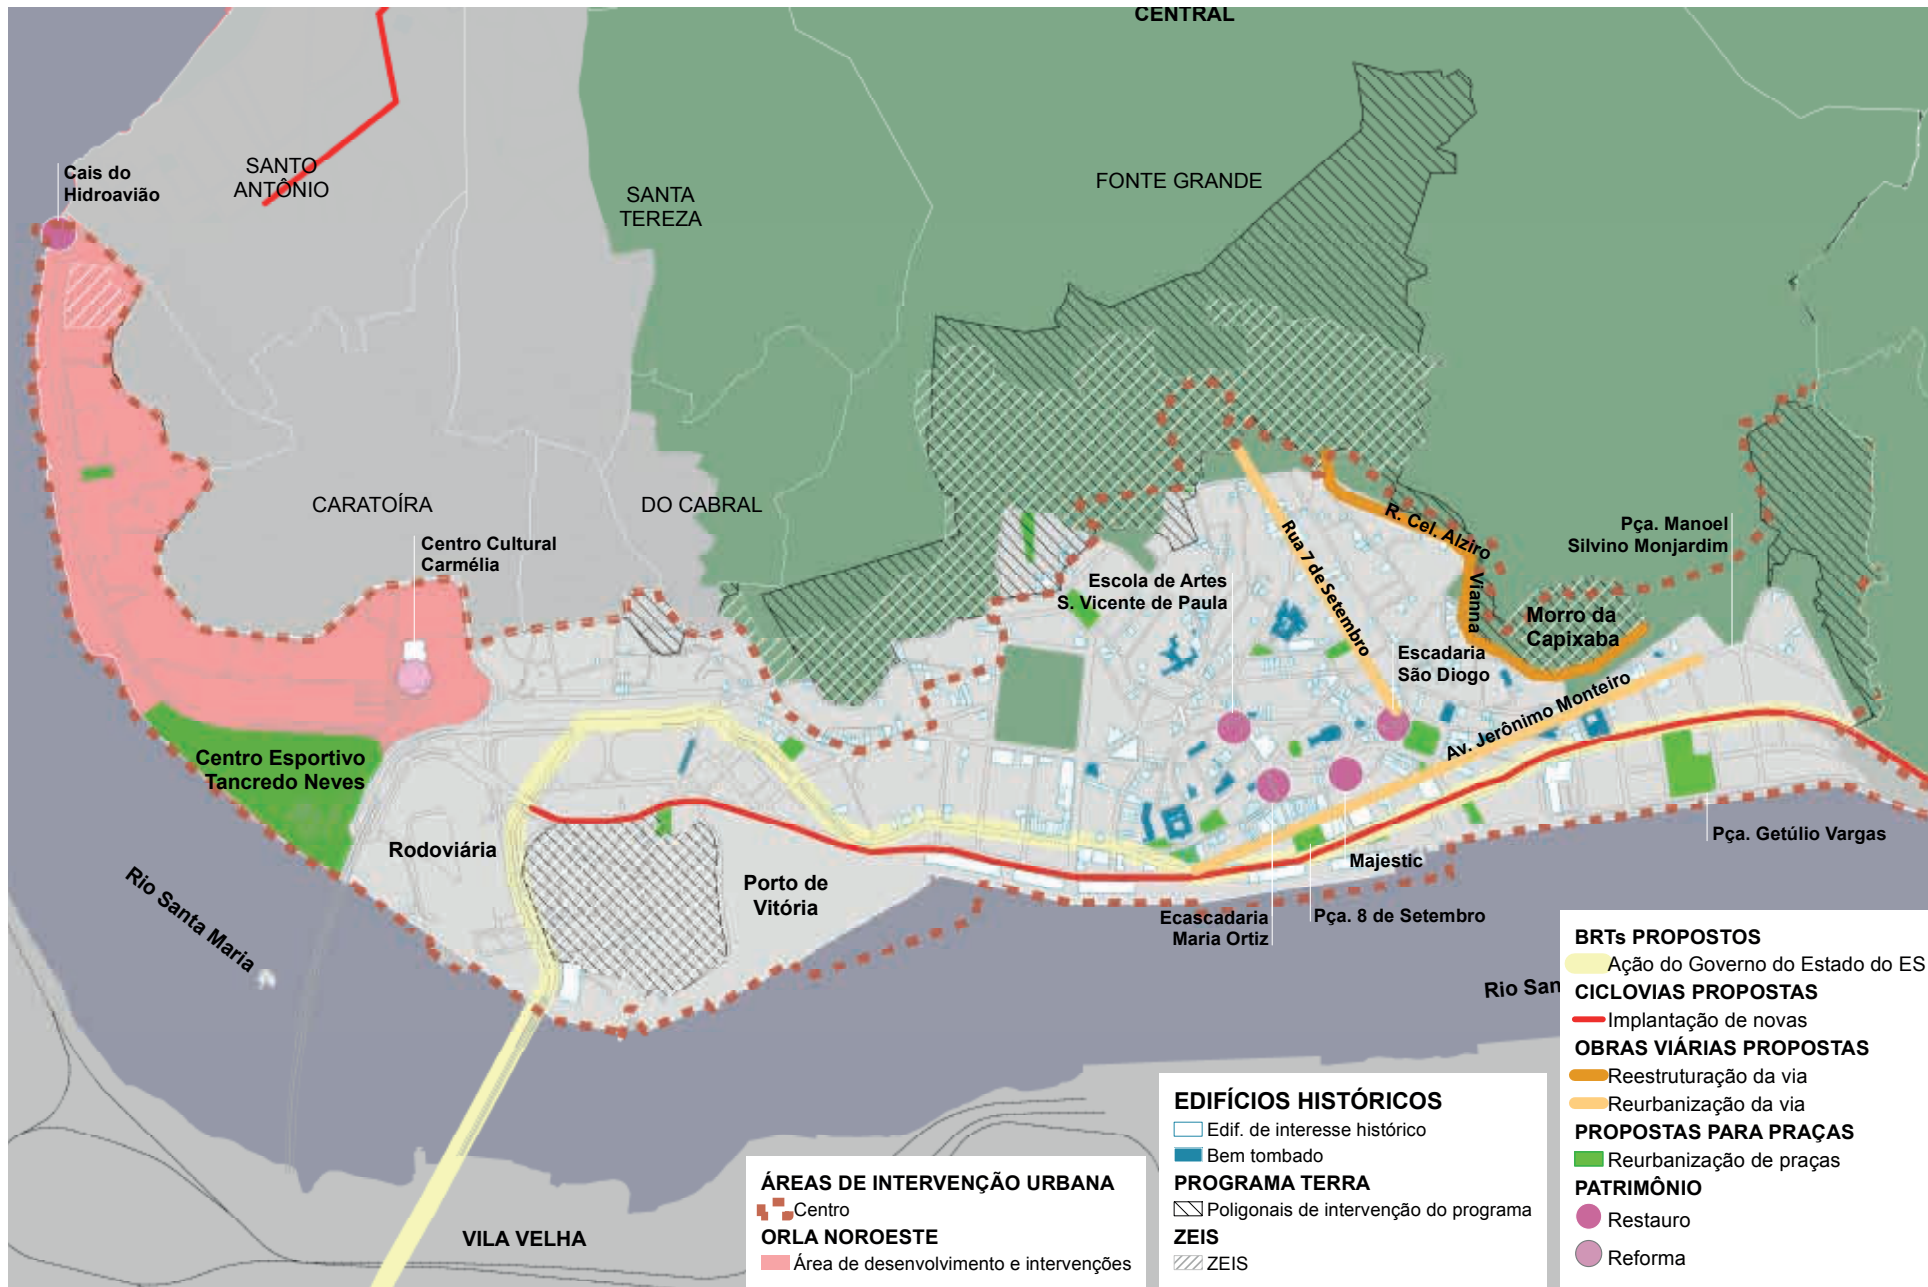 CENTRAL
Cais do
Hidroavião
SANTO
ANTÔNIO
SANTA
TEREZA
FONTE GRANDE
CARATOÍRA
DO CABRAL
Centro Cultural
Carmélia
Escola de Artes
S. Vicente de Paula
Rua 7 de Setembro
R. Cel. Alziro
Vianna
Pça. Manoel
Silvino Monjardim
Morro da
Capixaba
Escadaria
São Diogo
Av. Jerônimo Monteiro
Centro Esportivo
Tancredo Neves
Rodoviária
Porto de
Vitória
Rio Santa Maria
Majestic
Pça. Getúlio Vargas
Ecascadaria
Maria Ortiz
Pça. 8 de Setembro
Rio San
VILA VELHA
ÁREAS DE INTERVENÇÃO URBANA
Centro
ORLA NOROESTE
Área de desenvolvimento e intervenções
EDIFÍCIOS HISTÓRICOS
Edif. de interesse histórico
Bem tombado
PROGRAMA TERRA
Poligonais de intervenção do programa
ZEIS
ZEIS
BRTs PROPOSTOS
Ação do Governo do Estado do ES
CICLOVIAS PROPOSTAS
Implantação de novas
OBRAS VIÁRIAS PROPOSTAS
Reestruturação da via
Reurbanização da via
PROPOSTAS PARA PRAÇAS
Reurbanização de praças
PATRIMÔNIO
Restauro
Reforma